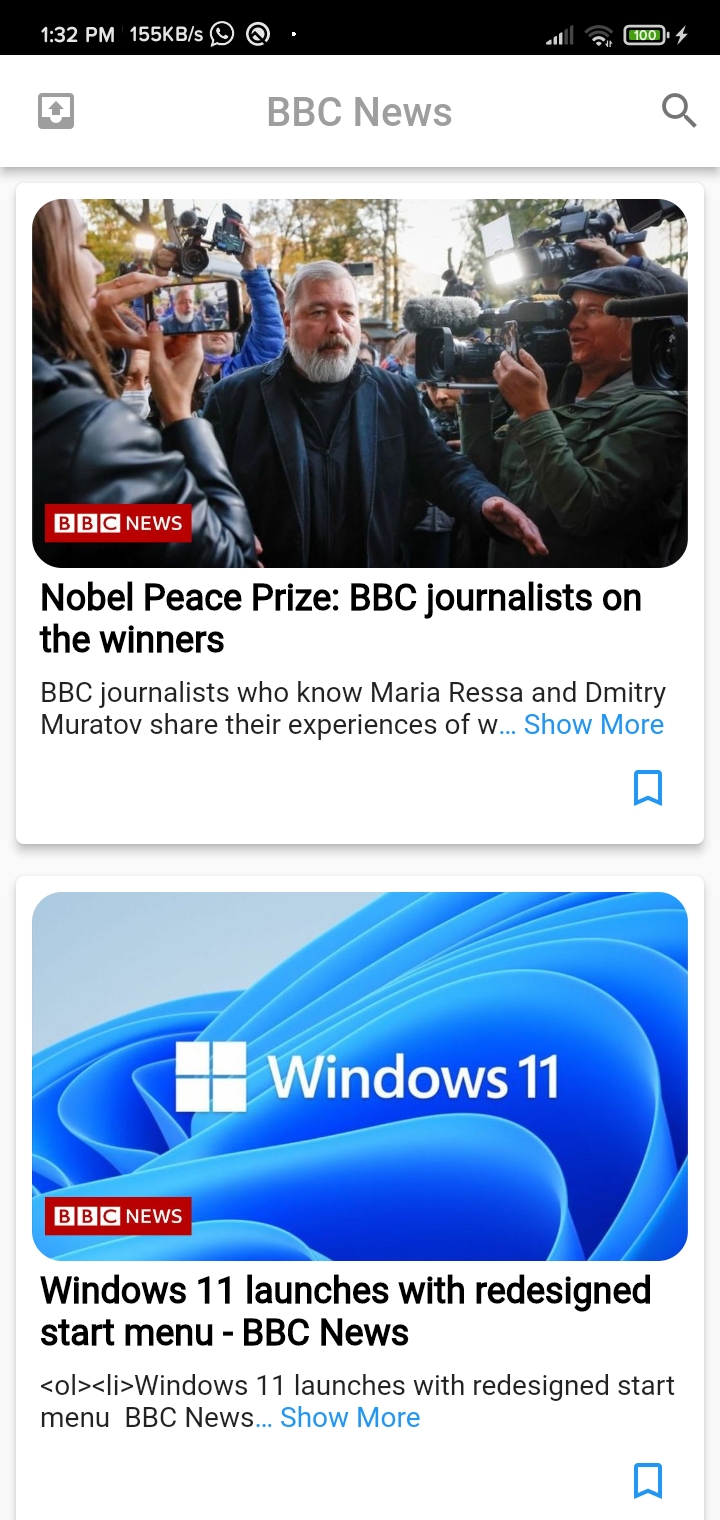 1:32 PM 155KB/s 100
BBC News
BBC NEWS
Nobel Peace Prize: BBC journalists on
the winners
BBC journalists who know Maria Ressa and Dmitry
Muratov share their experiences of w... Show More
Windows 11
BBC NEWS
Windows 11 launches with redesigned
start menu - BBC News
<ol><li>Windows 11 launches with redesigned start
menu  BBC News... Show More